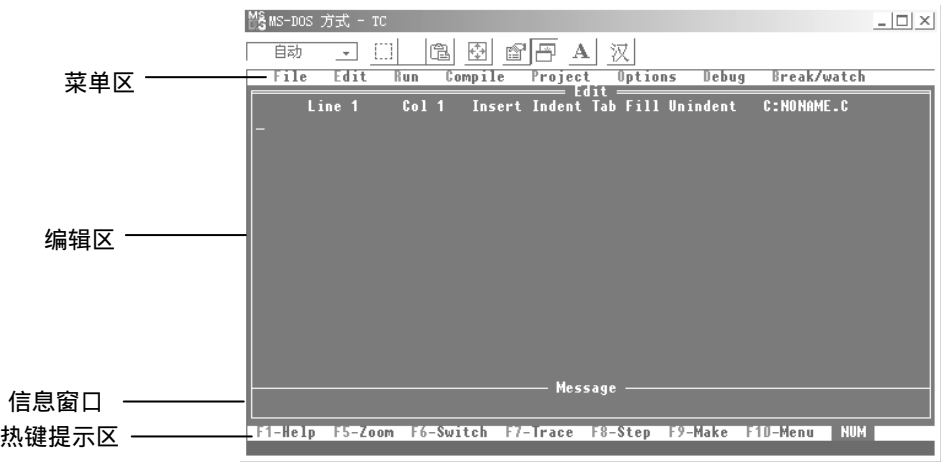 MS-DOS 方式 - TC
自动 A 汉
菜单区 File Edit Run Compile Project Options Debug Break/watch
Edit
Line 1 Col 1 Insert Indent Tab Fill Unindent C:NONAME.C
编辑区
Message
信息窗口
热键提示区 F1-Help F5-Zoom F6-Switch F7-Trace F8-Step F9-Make F10-Menu NUM